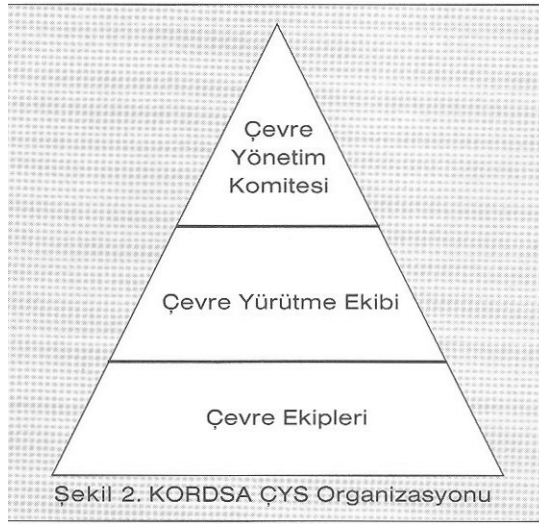 Çevre
Yönetim
Komitesi
Çevre Yürütme Ekibi
Çevre Ekipleri
Şekil 2. KORDSA ÇYS Organizasyonu